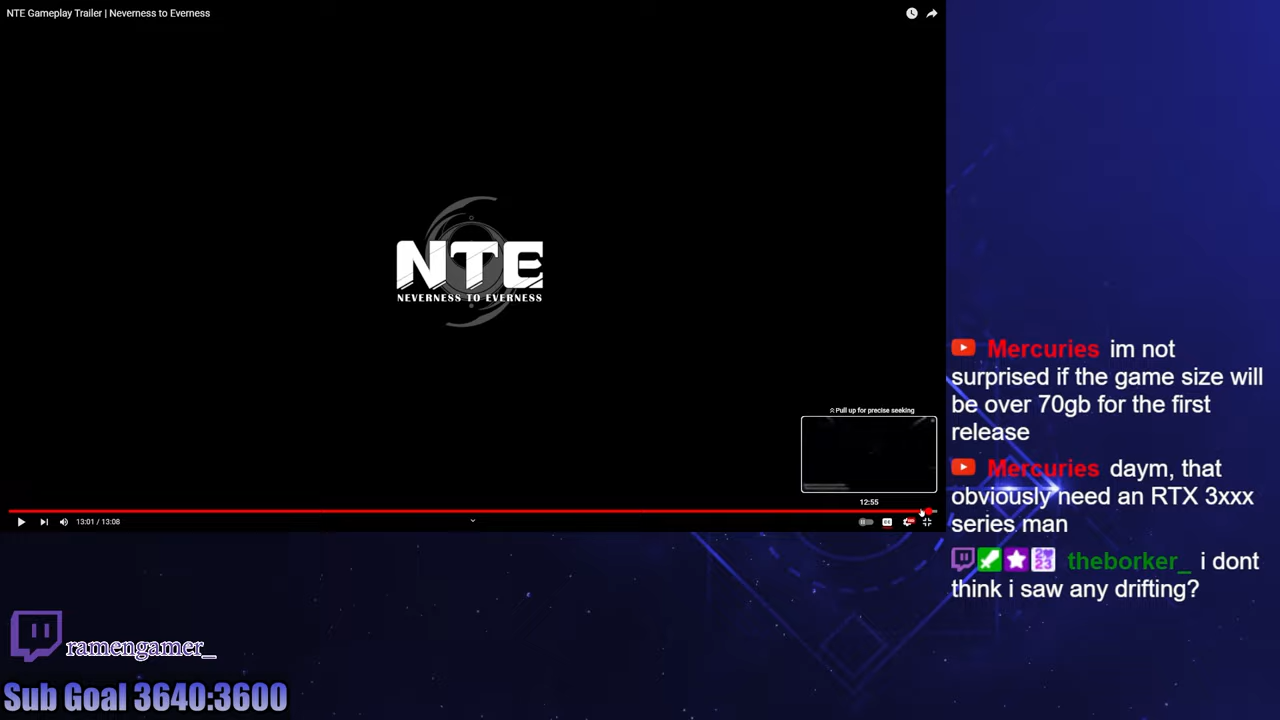 NTE Gameplay Trailer | Neverness to Everness
NTE
NEVERNESS TO EVERNESS
Pull up for precise seeking
12:55
13:01 / 13:08
Mercuries im not
surprised if the game size will
be over 70gb for the first
release
Mercuries daym, that
obviously need an RTX 3xxx
series man
theborker_ i dont
think i saw any drifting?
ramengamer_
Sub Goal 3640:3600